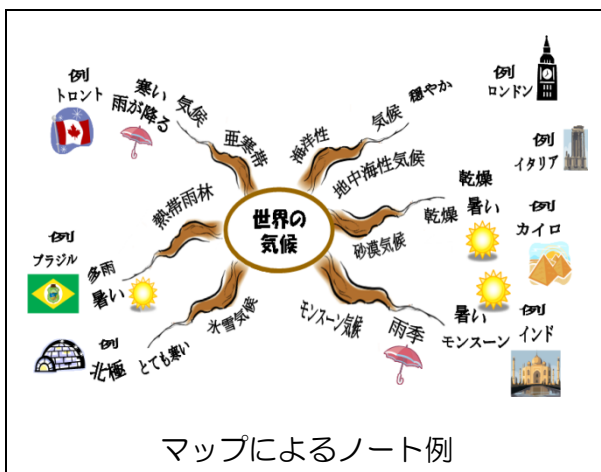 例
トロント
寒い
雨が降る
気候
亜寒帯
海洋性
気候
穏やか
例
ロンドン
例
イタリア
地中海性気候
乾燥
熱帯雨林
例
ブラジル
多雨
暑い
世界の
気候
砂漠気候
乾燥
暑い
例
カイロ
氷雪気候
例
北極
とても寒い
モンスーン気候
雨季
暑い
モンスーン
例
インド
マップによるノート例